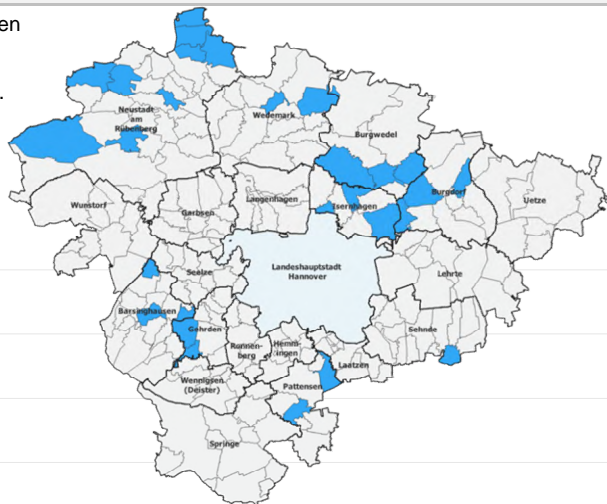 en
.
Neustadt
am
Rübenberg
Wedemark
Burgwedel
Wunstorf
Garbsen
Langenhagen
Isernhagen
Burgdorf
Uetze
Landeshauptstadt
Hannover
Seelze
Lehrte
Barsinghausen
Gehrden
Ronnen-
berg
Hemm-
ingen
Laatzen
Sehnde
Wennigsen
(Deister)
Pattensen
Springe